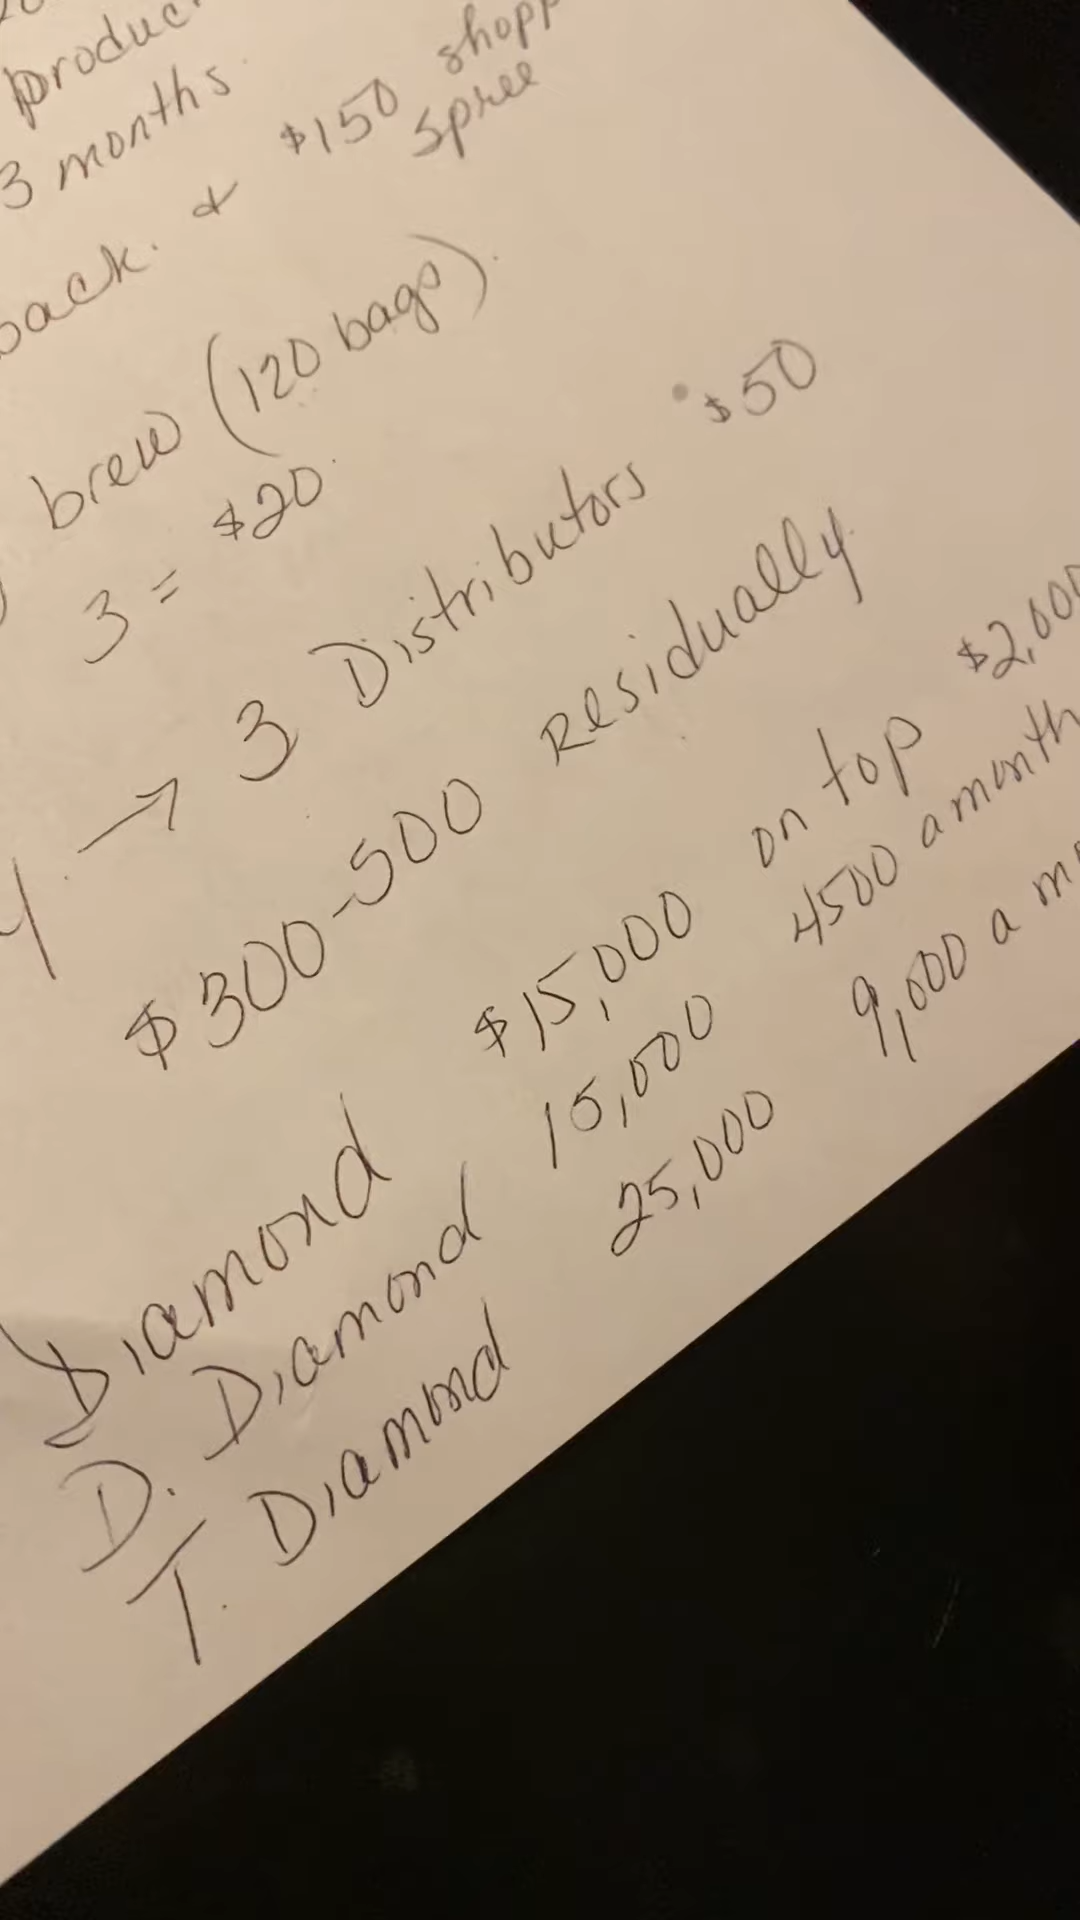 produc
3 months.
back. & $150 shopp
spree
brew (120 bags).
3 = $20.
→ 3 Distributors $50
$300-500 Residually
Diamond $15,000 on top $2,000
D. Diamond 15,000 4500 a month
T. Diamond 25,000 9,000 a m